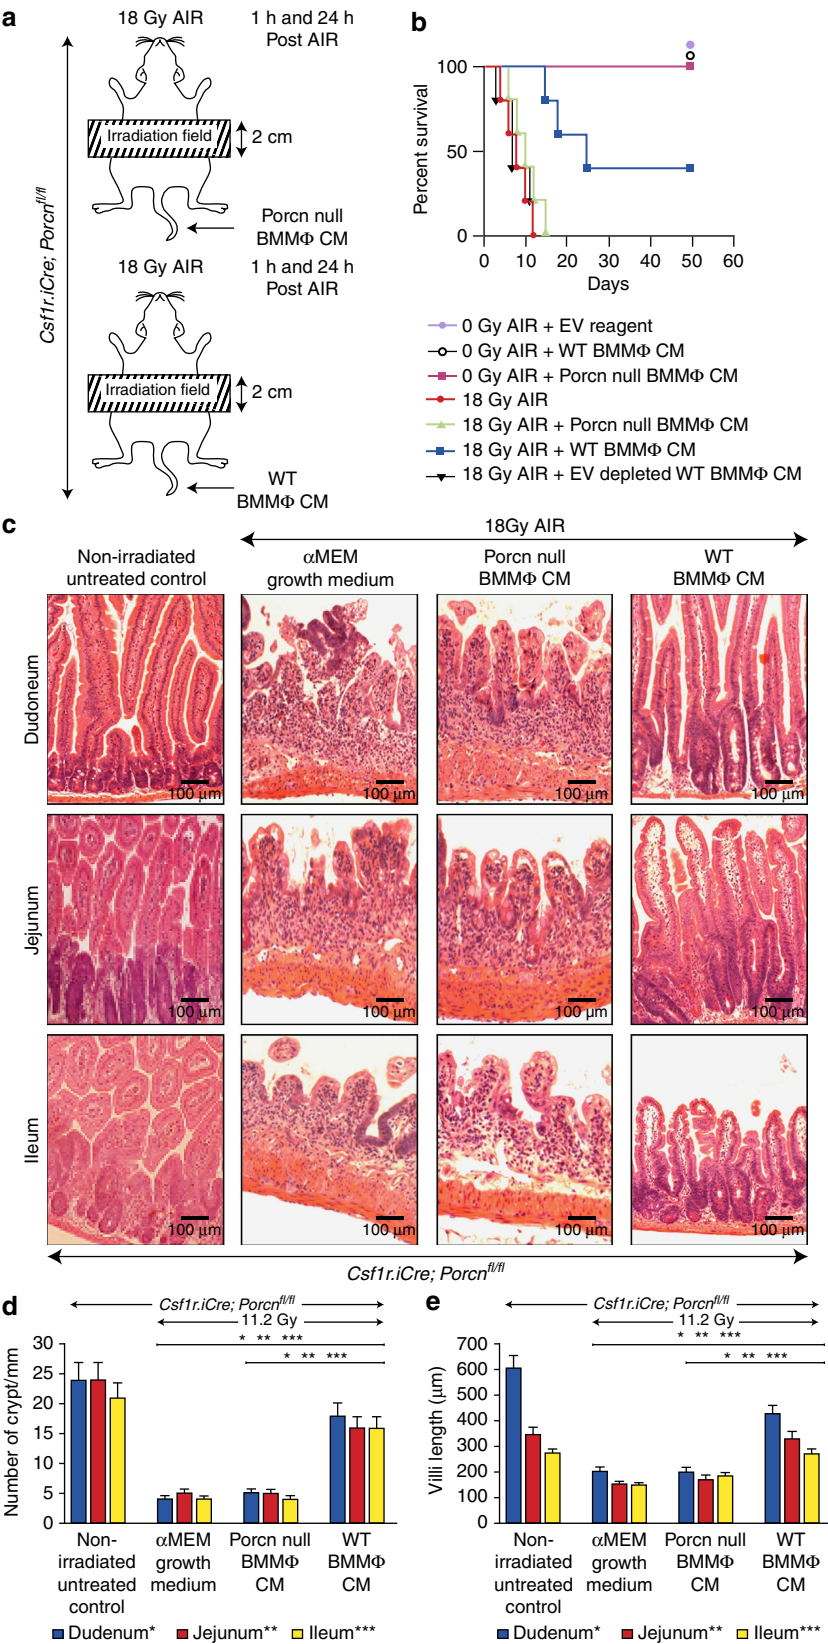 a
18 Gy AIR
1 h and 24 h
Post AIR
Irradiation field
2 cm
Porcn null
BMMΦ CM
Csf1r.iCre; Porcnfl/fl
18 Gy AIR
1 h and 24 h
Post AIR
Irradiation field
2 cm
WT
BMMΦ CM
b
Percent survival
100
50
0
0 10 20 30 40 50 60
Days
0 Gy AIR + EV reagent
0 Gy AIR + WT BMMΦ CM
0 Gy AIR + Porcn null BMMΦ CM
18 Gy AIR
18 Gy AIR + Porcn null BMMΦ CM
18 Gy AIR + WT BMMΦ CM
18 Gy AIR + EV depleted WT BMMΦ CM
c
18Gy AIR
Non-irradiated
untreated control
αMEM
growth medium
Porcn null
BMMΦ CM
WT
BMMΦ CM
Dudoneum
100 μm
100 μm
100 μm
100 μm
Jejunum
100 μm
100 μm
100 μm
100 μm
Ileum
100 μm
100 μm
100 μm
100 μm
Csf1r.iCre; Porcnfl/fl
d
Csf1r.iCre; Porcnfl/fl
11.2 Gy
* ** ***
* ** ***
Number of crypt/mm
30
25
20
15
10
5
0
Non-
irradiated
untreated
control
αMEM
growth
medium
Porcn null
BMMΦ
CM
WT
BMMΦ
CM
Dudenum* Jejunum** Ileum***
e
Csf1r.iCre; Porcnfl/fl
11.2 Gy
* ** ***
* ** ***
Villi length (μm)
700
600
500
400
300
200
100
0
Non-
irradiated
untreated
control
αMEM
growth
medium
Porcn null
BMMΦ
CM
WT
BMMΦ
CM
Dudenum* Jejunum** Ileum***